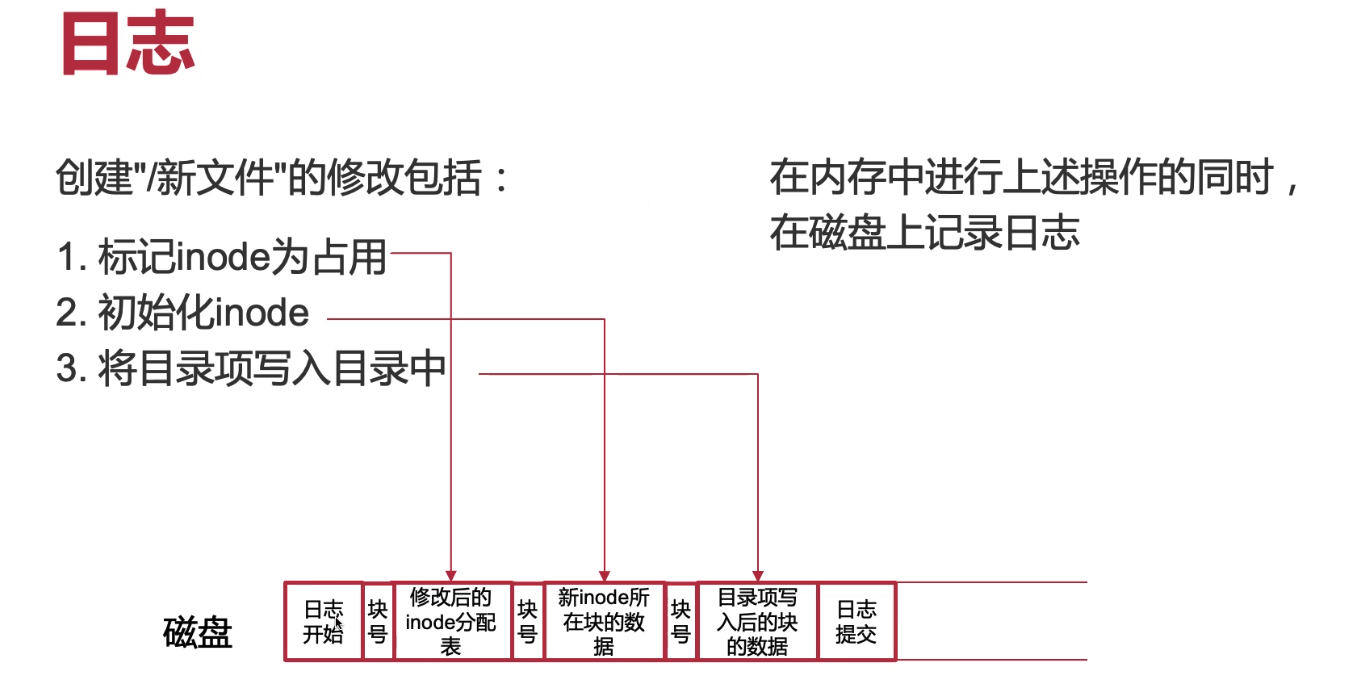 日志
创建"/新文件"的修改包括：
1. 标记inode为占用
2. 初始化inode
3. 将目录项写入目录中
在内存中进行上述操作的同时，
在磁盘上记录日志
磁盘
日志
开始
块
号
修改后的
inode分配
表
块
号
新inode所
在块的数
据
块
号
目录项写
入后的块
的数据
日志
提交